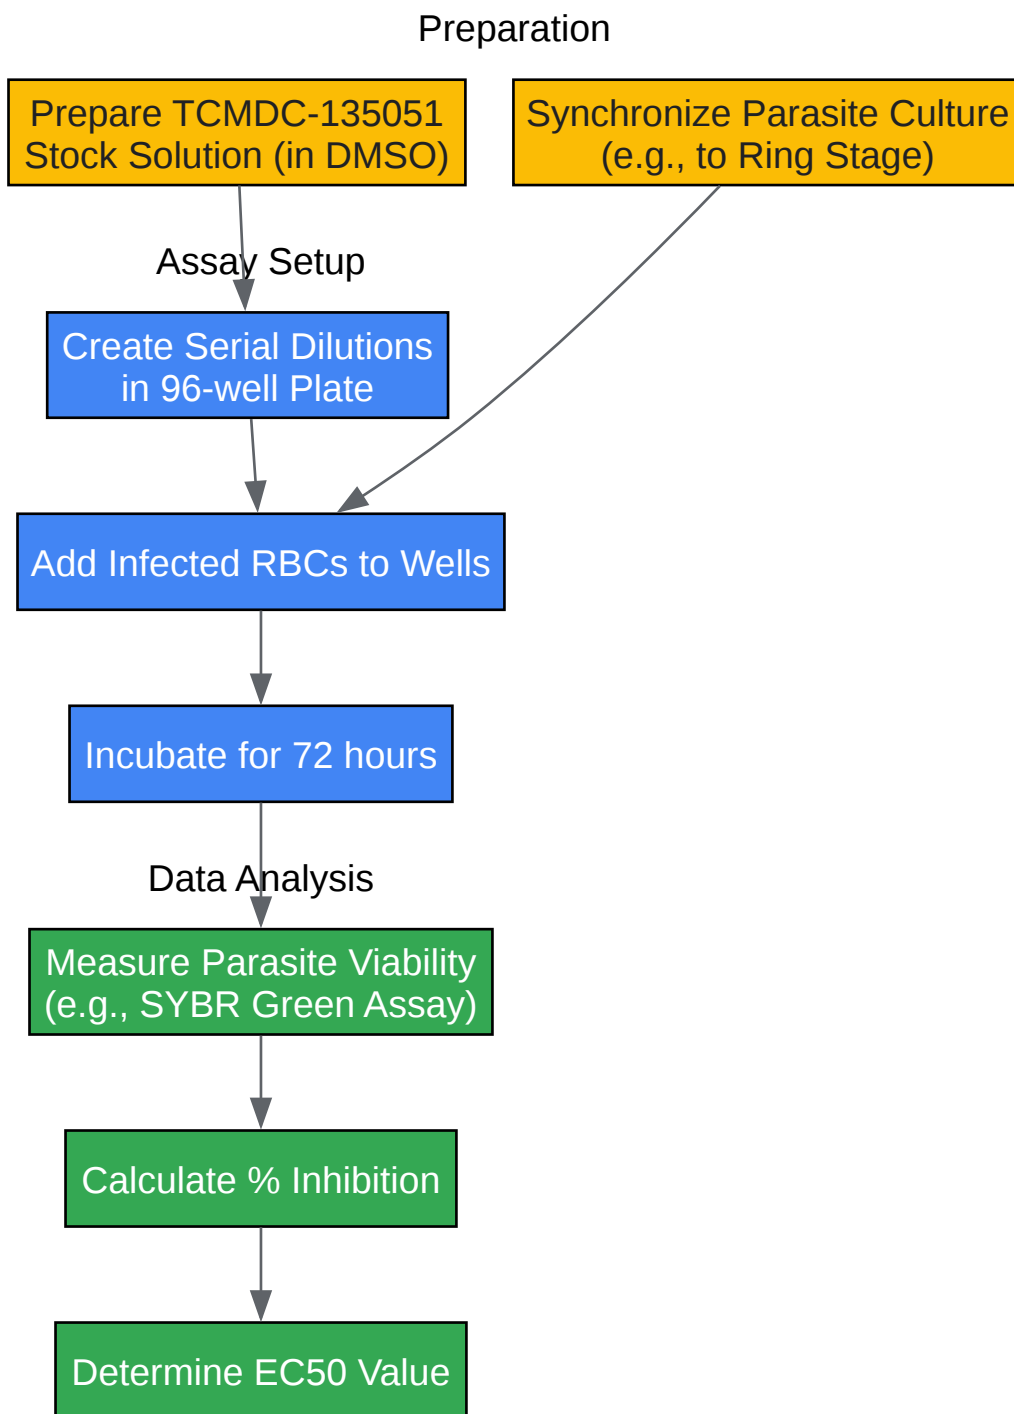 Preparation
Prepare TCMDC-135051
Stock Solution (in DMSO)
Synchronize Parasite Culture
(e.g., to Ring Stage)
Assay Setup
Create Serial Dilutions
in 96-well Plate
Add Infected RBCs to Wells
Incubate for 72 hours
Data Analysis
Measure Parasite Viability
(e.g., SYBR Green Assay)
Calculate % Inhibition
Determine EC50 Value